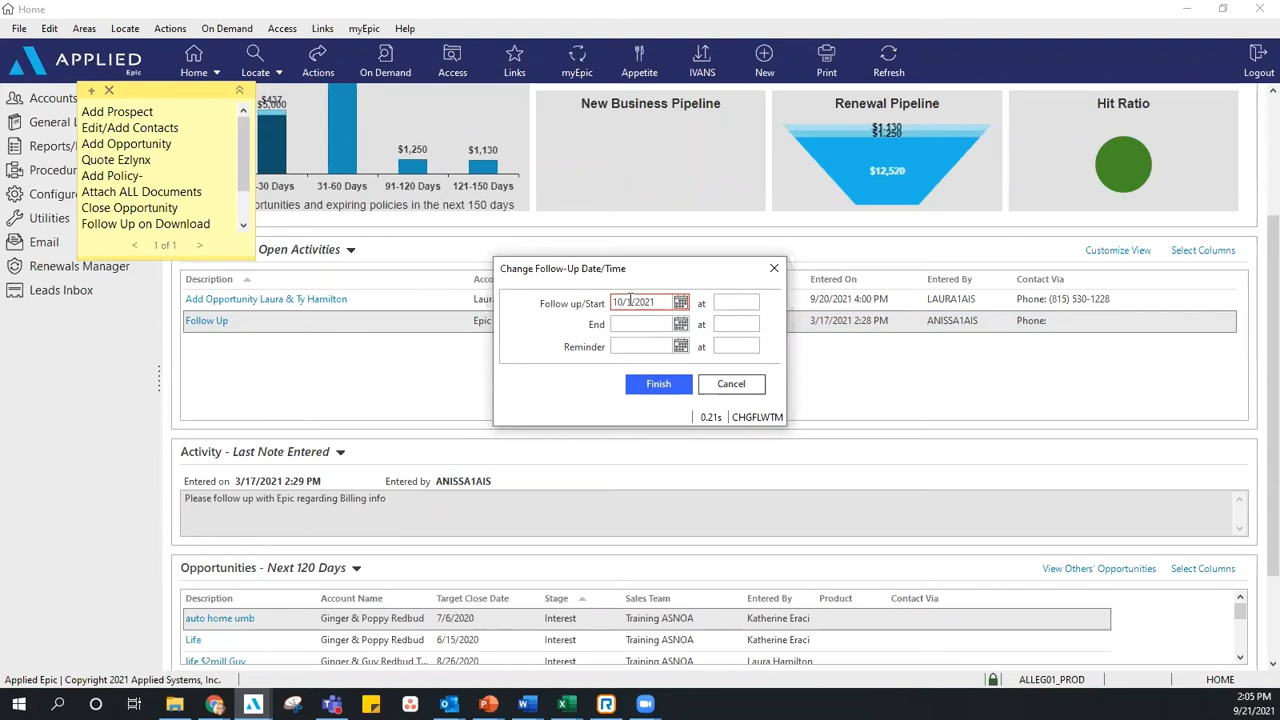 Home
File Edit Areas Locate Actions On Demand Links Access myEpic Help
APPLIED
Epic
Home Locate Actions On Demand Access Links myEpic Appetite IVANS New Print Refresh Logout
Accounts
General L
Reports/
Procedur
Configur
Utilities
Email
Renewals Manager
Leads Inbox
Add Prospect
Edit/Add Contacts
Add Opportunity
Quote Ezlynx
Add Policy-
Attach ALL Documents
Close Opportunity
Follow Up on Download
< 1 of 1 >
$437
$5,000
$1,250
$1,130
-30 Days 31-60 Days 91-120 Days 121-150 Days
ortunities and expiring policies in the next 150 days
New Business Pipeline
Renewal Pipeline
$1,130
$1,250
$12,520
Hit Ratio
Open Activities
Customize View Select Columns
Description Acco Entered On Entered By Contact Via
Add Opportunity Laura & Ty Hamilton Laura 9/20/2021 4:00 PM LAURA1AIS Phone: (815) 530-1228
Follow Up Epic 3/17/2021 2:28 PM ANISSA1AIS Phone:
Change Follow-Up Date/Time
Follow up/Start 10/1/2021 at
End at
Reminder at
Finish Cancel
0.21s CHGFLWTM
Activity - Last Note Entered
Entered on 3/17/2021 2:29 PM Entered by ANISSA1AIS
Please follow up with Epic regarding Billing info
Opportunities - Next 120 Days
View Others' Opportunities Select Columns
Description Account Name Target Close Date Stage Sales Team Entered By Product Contact Via
auto home umb Ginger & Poppy Redbud 7/6/2020 Interest Training ASNOA Katherine Eraci
Life Ginger & Poppy Redbud 6/15/2020 Interest Training ASNOA Katherine Eraci
life $2mill Guy Ginger & Guy Redbud T... 8/26/2020 Interest Training ASNOA Laura Hamilton
Applied Epic | Copyright 2021 Applied Systems, Inc.
ALLEG01_PROD HOME
2:05 PM
9/21/2021